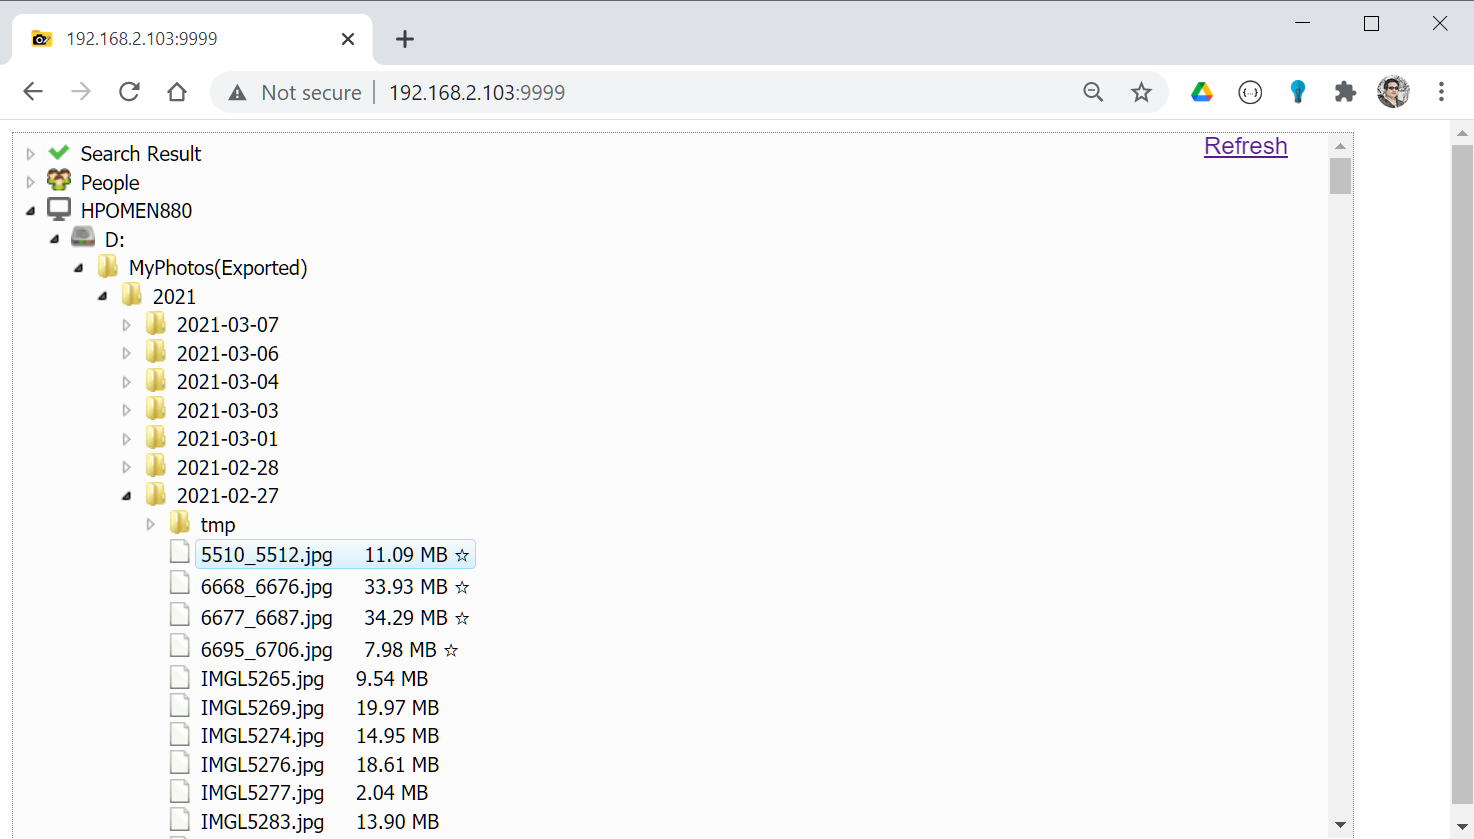 192.168.2.103:9999
Not secure 192.168.2.103:9999
Refresh
Search Result
People
HPOMEN880
D:
MyPhotos(Exported)
2021
2021-03-07
2021-03-06
2021-03-04
2021-03-03
2021-03-01
2021-02-28
2021-02-27
tmp
5510_5512.jpg 11.09 MB ☆
6668_6676.jpg 33.93 MB ☆
6677_6687.jpg 34.29 MB ☆
6695_6706.jpg 7.98 MB ☆
IMGL5265.jpg 9.54 MB
IMGL5269.jpg 19.97 MB
IMGL5274.jpg 14.95 MB
IMGL5276.jpg 18.61 MB
IMGL5277.jpg 2.04 MB
IMGL5283.jpg 13.90 MB